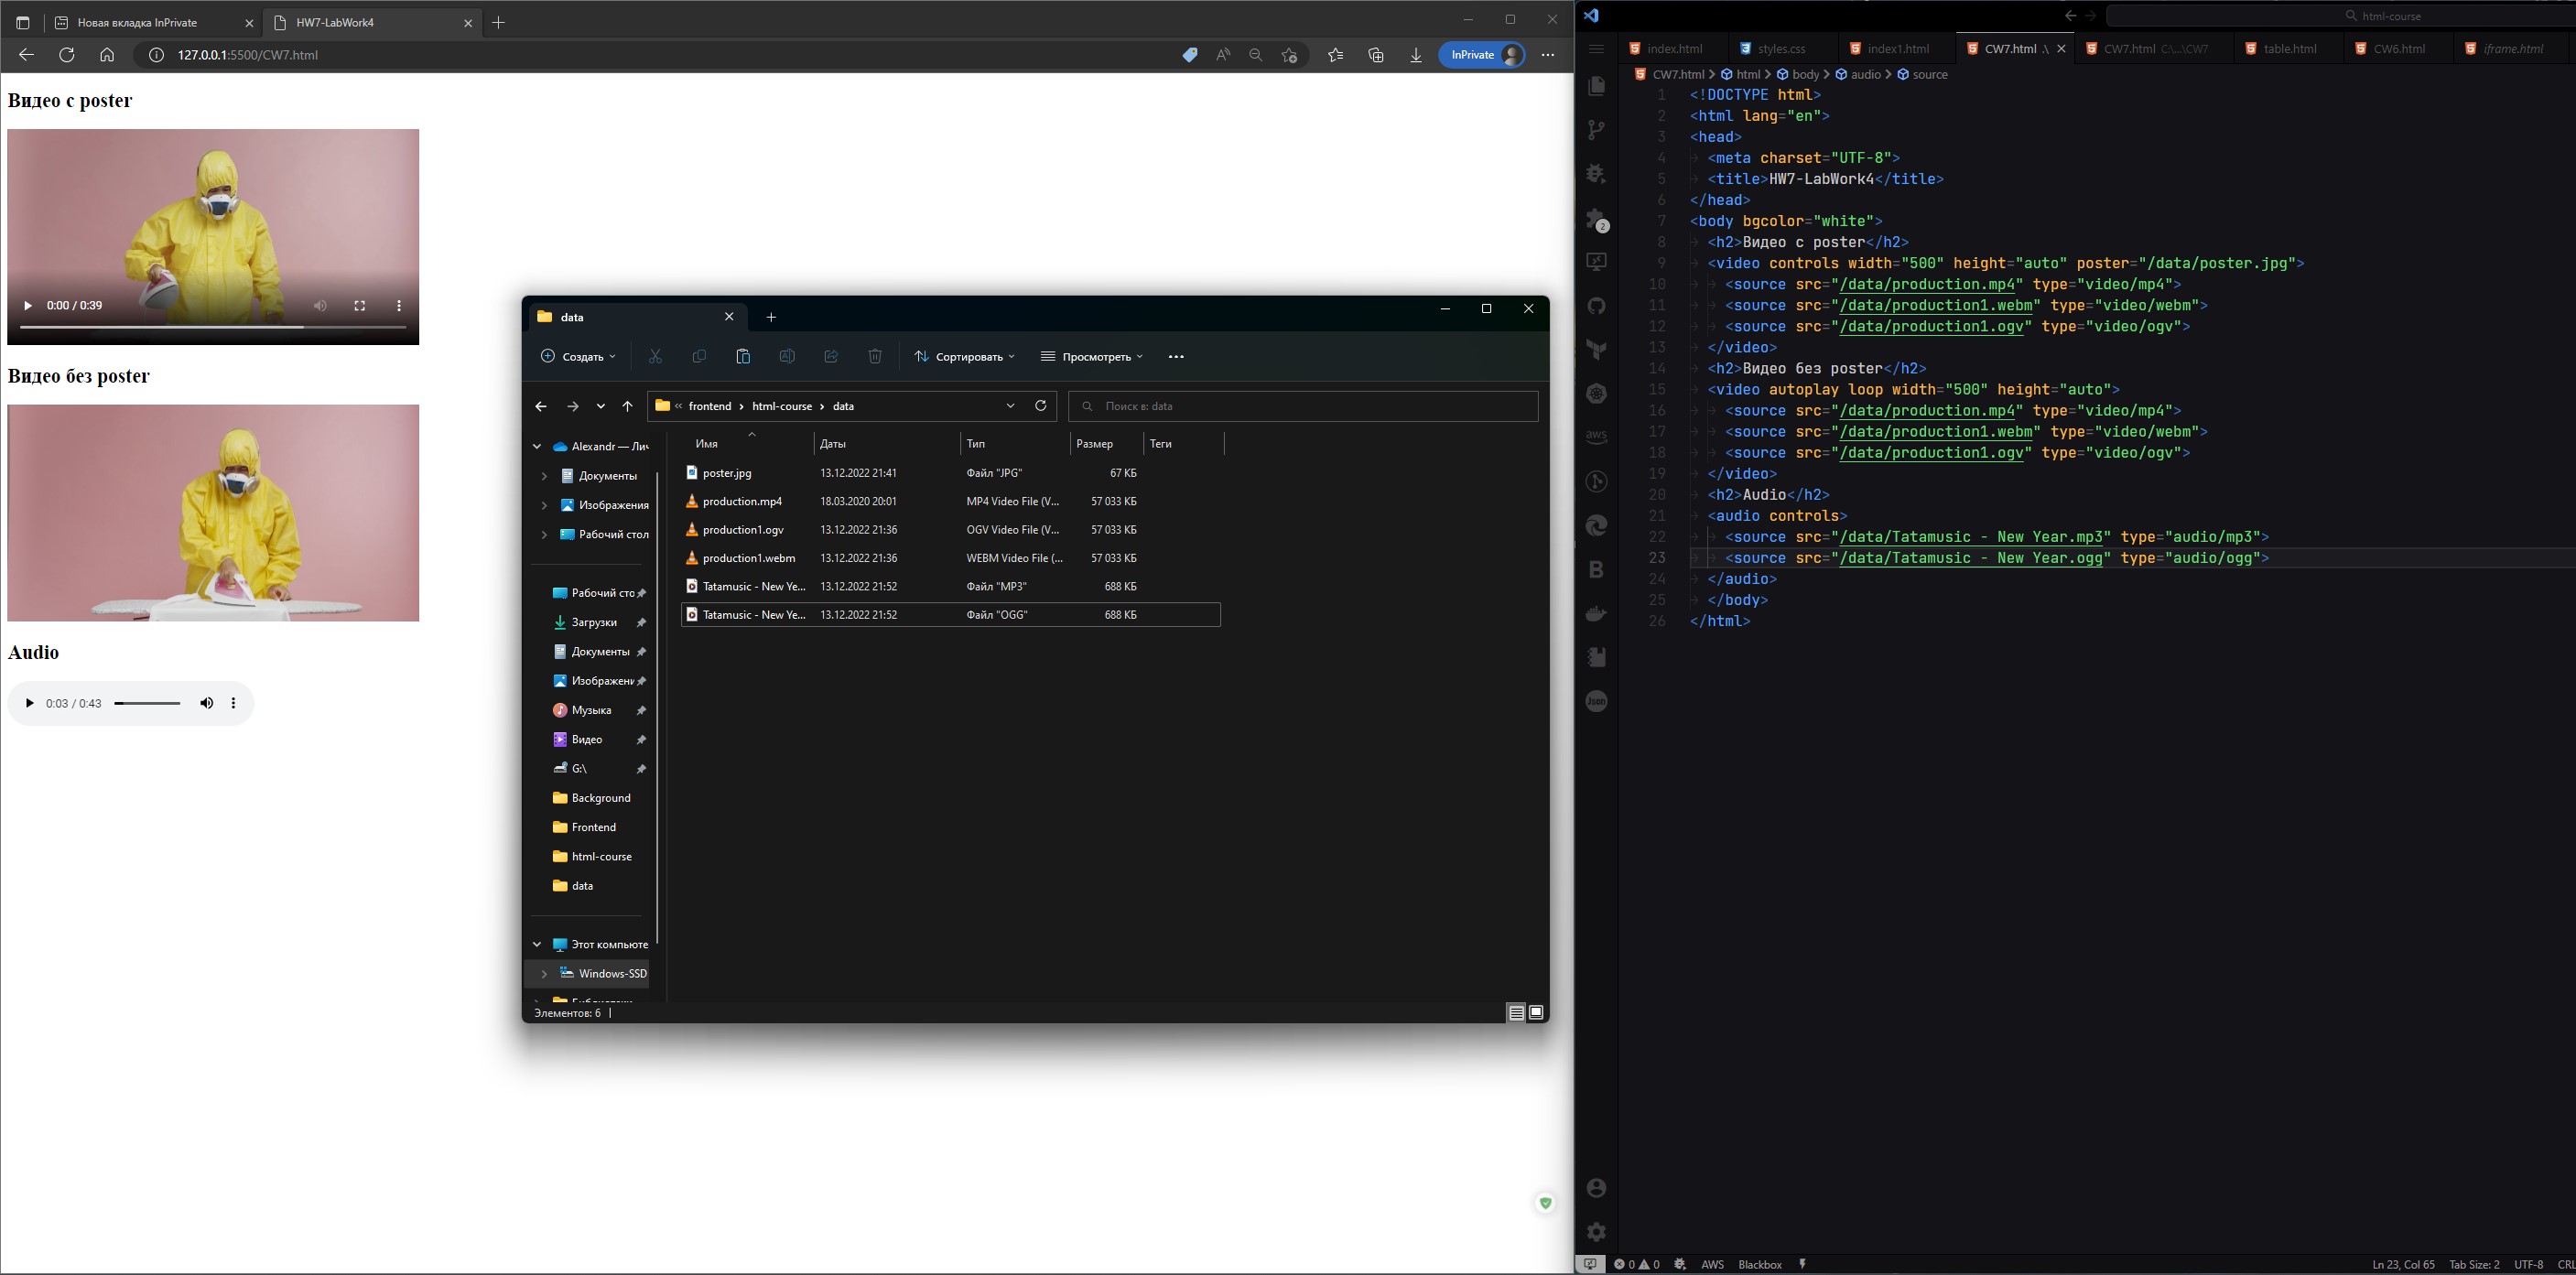 Новая вкладка InPrivate
HW7-LabWork4
127.0.0.1:5500/CW7.html
InPrivate
Видео с poster
0:00 / 0:39
Видео без poster
Audio
0:03 / 0:43
data
Создать
Сортировать
Просмотреть
frontend
html-course
data
Поиск в: data
Имя
Даты
Тип
Размер
Теги
poster.jpg 13.12.2022 21:41 Файл "JPG" 67 КБ
production.mp4 18.03.2020 20:01 MP4 Video File (V... 57 033 КБ
production1.ogv 13.12.2022 21:36 OGV Video File (V... 57 033 КБ
production1.webm 13.12.2022 21:36 WEBM Video File (... 57 033 КБ
Tatamusic - New Ye... 13.12.2022 21:52 Файл "MP3" 688 КБ
Tatamusic - New Ye... 13.12.2022 21:52 Файл "OGG" 688 КБ
Alexandr — Лич
Документы
Изображения
Рабочий стол
Рабочий сто
Загрузки
Документы
Изображени
Музыка
Видео
G:\
Background
Frontend
html-course
data
Этот компьюте
Windows-SSD
Элементов: 6
html-course
index.html
styles.css
index1.html
CW7.html .\
CW7.html C:\...\CW7
table.html
CW6.html
iframe.html
CW7.html > html > body > audio > source
1 <!DOCTYPE html>
2 <html lang="en">
3 <head>
4 <meta charset="UTF-8">
5 <title>HW7-LabWork4</title>
6 </head>
7 <body bgcolor="white">
8 <h2>Видео с poster</h2>
9 <video controls width="500" height="auto" poster="/data/poster.jpg">
10 <source src="/data/production.mp4" type="video/mp4">
11 <source src="/data/production1.webm" type="video/webm">
12 <source src="/data/production1.ogv" type="video/ogv">
13 </video>
14 <h2>Видео без poster</h2>
15 <video autoplay loop width="500" height="auto">
16 <source src="/data/production.mp4" type="video/mp4">
17 <source src="/data/production1.webm" type="video/webm">
18 <source src="/data/production1.ogv" type="video/ogv">
19 </video>
20 <h2>Audio</h2>
21 <audio controls>
22 <source src="/data/Tatamusic - New Year.mp3" type="audio/mp3">
23 <source src="/data/Tatamusic - New Year.ogg" type="audio/ogg">
24 </audio>
25 </body>
26 </html>
2
aws
B
Json
0 0 AWS Blackbox
Ln 23, Col 65 Tab Size: 2 UTF-8 CRL